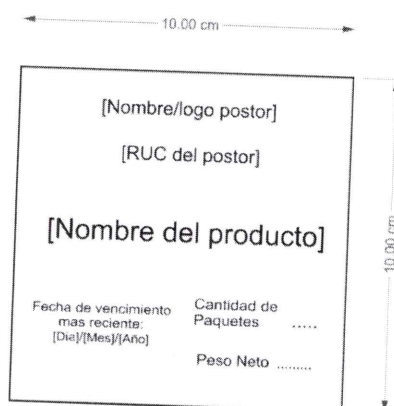 10.00 cm
[Nombre/logo postor]
[RUC del postor]
[Nombre del producto]
Fecha de vencimiento
mas reciente:
[Dia]/[Mes]/[Año]
Cantidad de
Paquetes .....
Peso Neto .........
10.00 cm